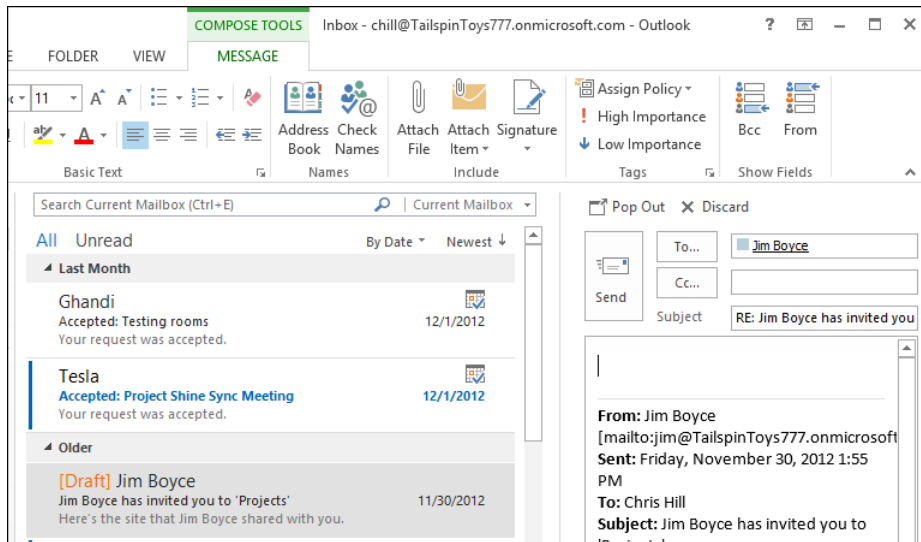 COMPOSE TOOLS Inbox - chill@TailspinToys777.onmicrosoft.com - Outlook ?
FOLDER VIEW MESSAGE
11 A A
Address Book
Check Names
Attach File
Attach Item
Signature
Assign Policy
High Importance
Low Importance
Bcc
From
Basic Text Names Include Tags Show Fields
Search Current Mailbox (Ctrl+E) Current Mailbox
All Unread By Date Newest
Last Month
Ghandi
Accepted: Testing rooms 12/1/2012
Your request was accepted.
Tesla
Accepted: Project Shine Sync Meeting 12/1/2012
Your request was accepted.
Older
[Draft] Jim Boyce
Jim Boyce has invited you to 'Projects' 11/30/2012
Here's the site that Jim Boyce shared with you.
Pop Out Discard
Send
To... Jim Boyce
Cc...
Subject RE: Jim Boyce has invited you
From: Jim Boyce
[mailto:jim@TailspinToys777.onmicrosoft
Sent: Friday, November 30, 2012 1:55
PM
To: Chris Hill
Subject: Jim Boyce has invited you to